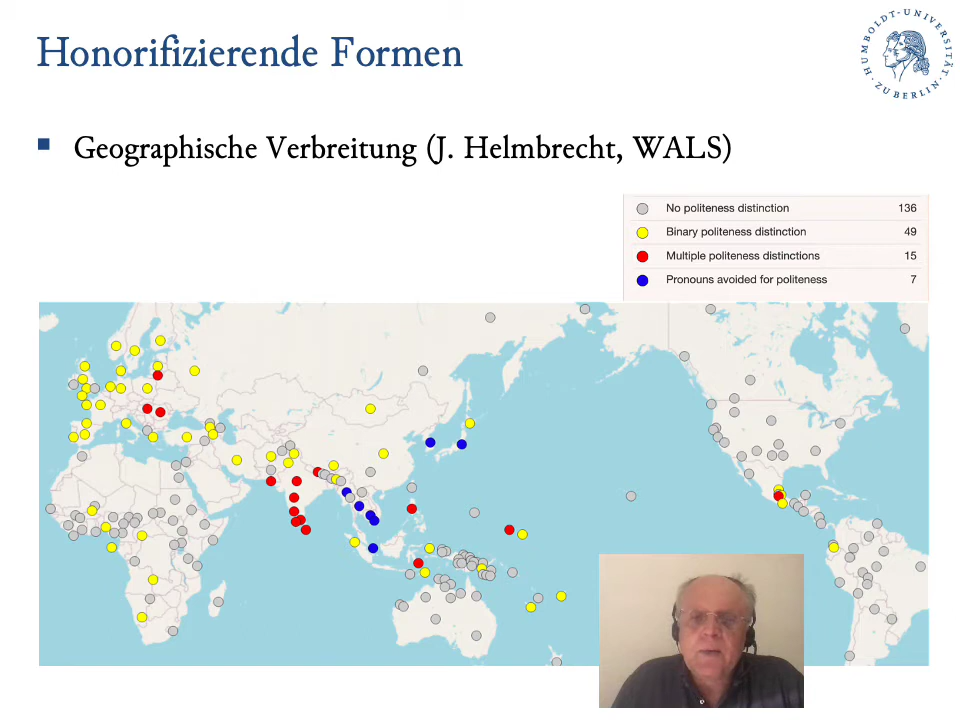 Honorifizierende Formen
HUMBOLDT-UNIVERSITÄT
ZU BERLIN
Geographische Verbreitung (J. Helmbrecht, WALS)
No politeness distinction 136
Binary politeness distinction 49
Multiple politeness distinctions 15
Pronouns avoided for politeness 7